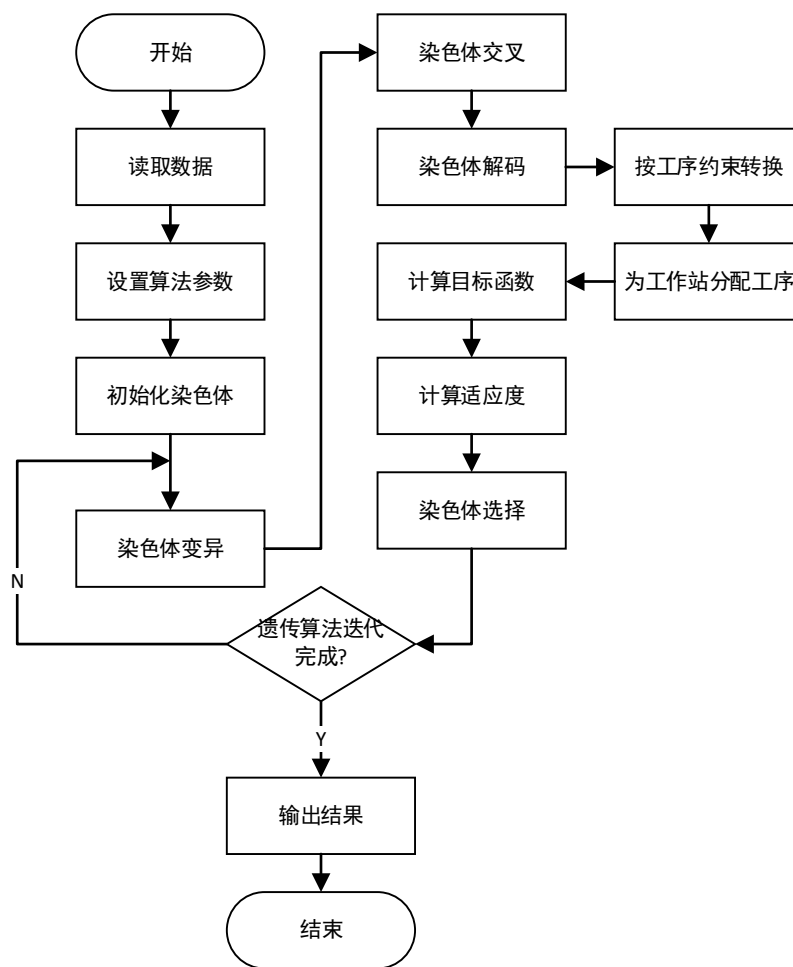 开始
读取数据
设置算法参数
初始化染色体
染色体变异
染色体交叉
染色体解码
按工序约束转换
为工作站分配工序
计算目标函数
计算适应度
染色体选择
遗传算法迭代
完成?
N
Y
输出结果
结束